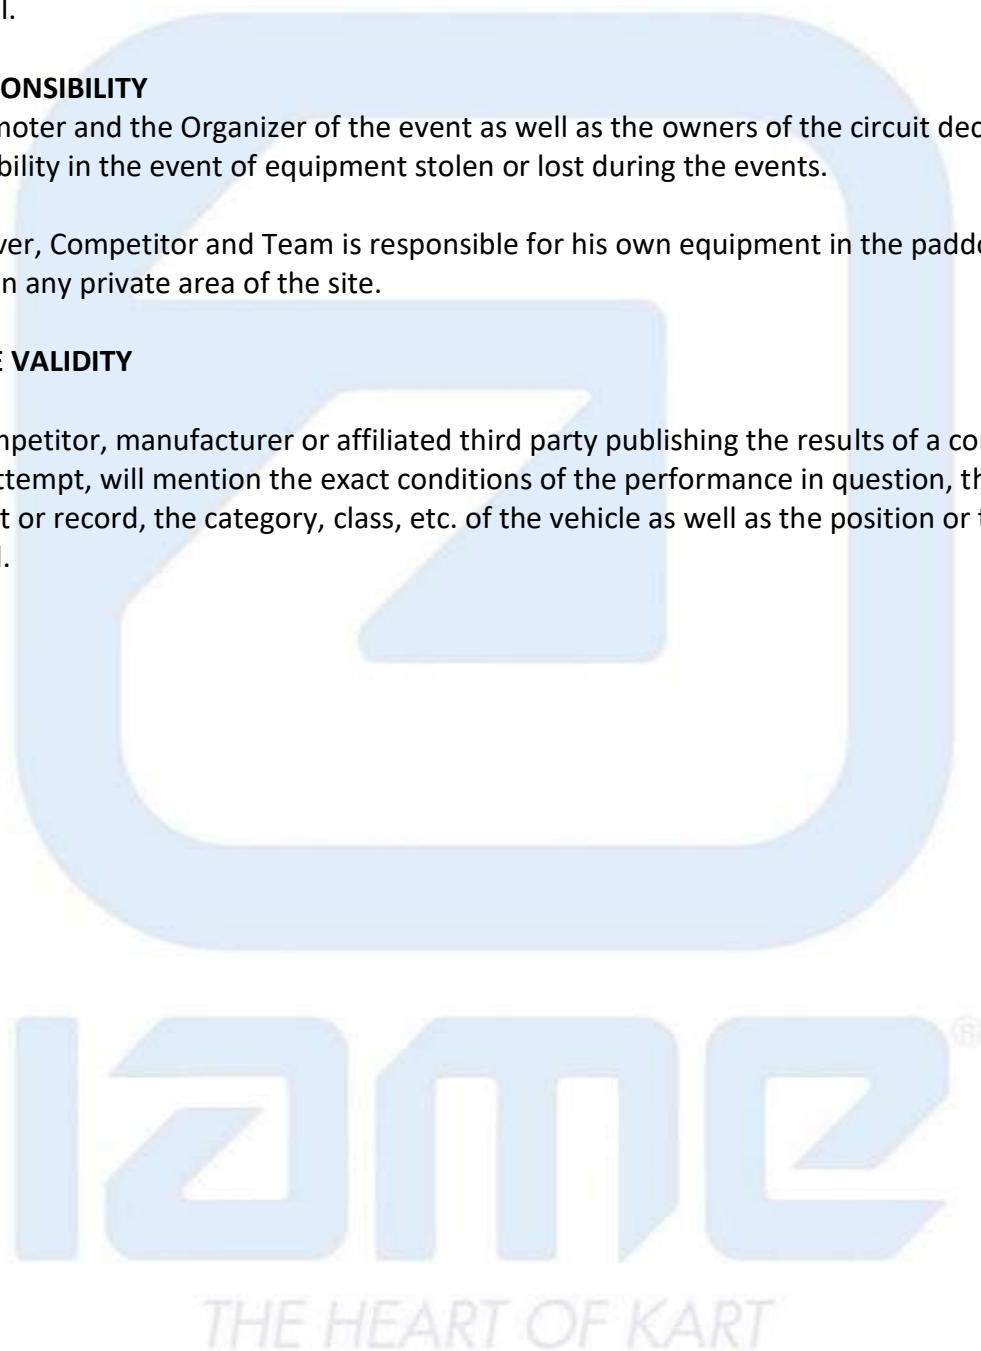 l.
ONSIBILITY
noter and the Organizer of the event as well as the owners of the circuit dec
bility in the event of equipment stolen or lost during the events.
ver, Competitor and Team is responsible for his own equipment in the paddo
n any private area of the site.
E VALIDITY
mpetitor, manufacturer or affiliated third party publishing the results of a co
ttempt, will mention the exact conditions of the performance in question, th
t or record, the category, class, etc. of the vehicle as well as the position or t
l.
iame®
THE HEART OF KART